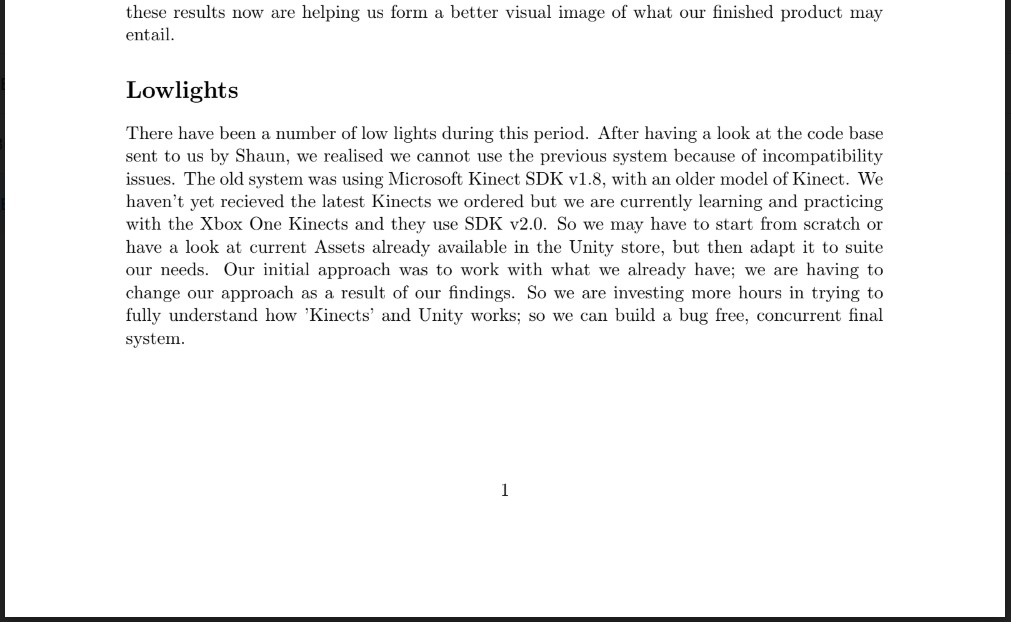 these results now are helping us form a better visual image of what our finished product may
entail.
Lowlights
There have been a number of low lights during this period. After having a look at the code base
sent to us by Shaun, we realised we cannot use the previous system because of incompatibility
issues. The old system was using Microsoft Kinect SDK v1.8, with an older model of Kinect. We
haven't yet recieved the latest Kinects we ordered but we are currently learning and practicing
with the Xbox One Kinects and they use SDK v2.0. So we may have to start from scratch or
have a look at current Assets already available in the Unity store, but then adapt it to suite
our needs. Our initial approach was to work with what we already have; we are having to
change our approach as a result of our findings. So we are investing more hours in trying to
fully understand how 'Kinects' and Unity works; so we can build a bug free, concurrent final
system.
1